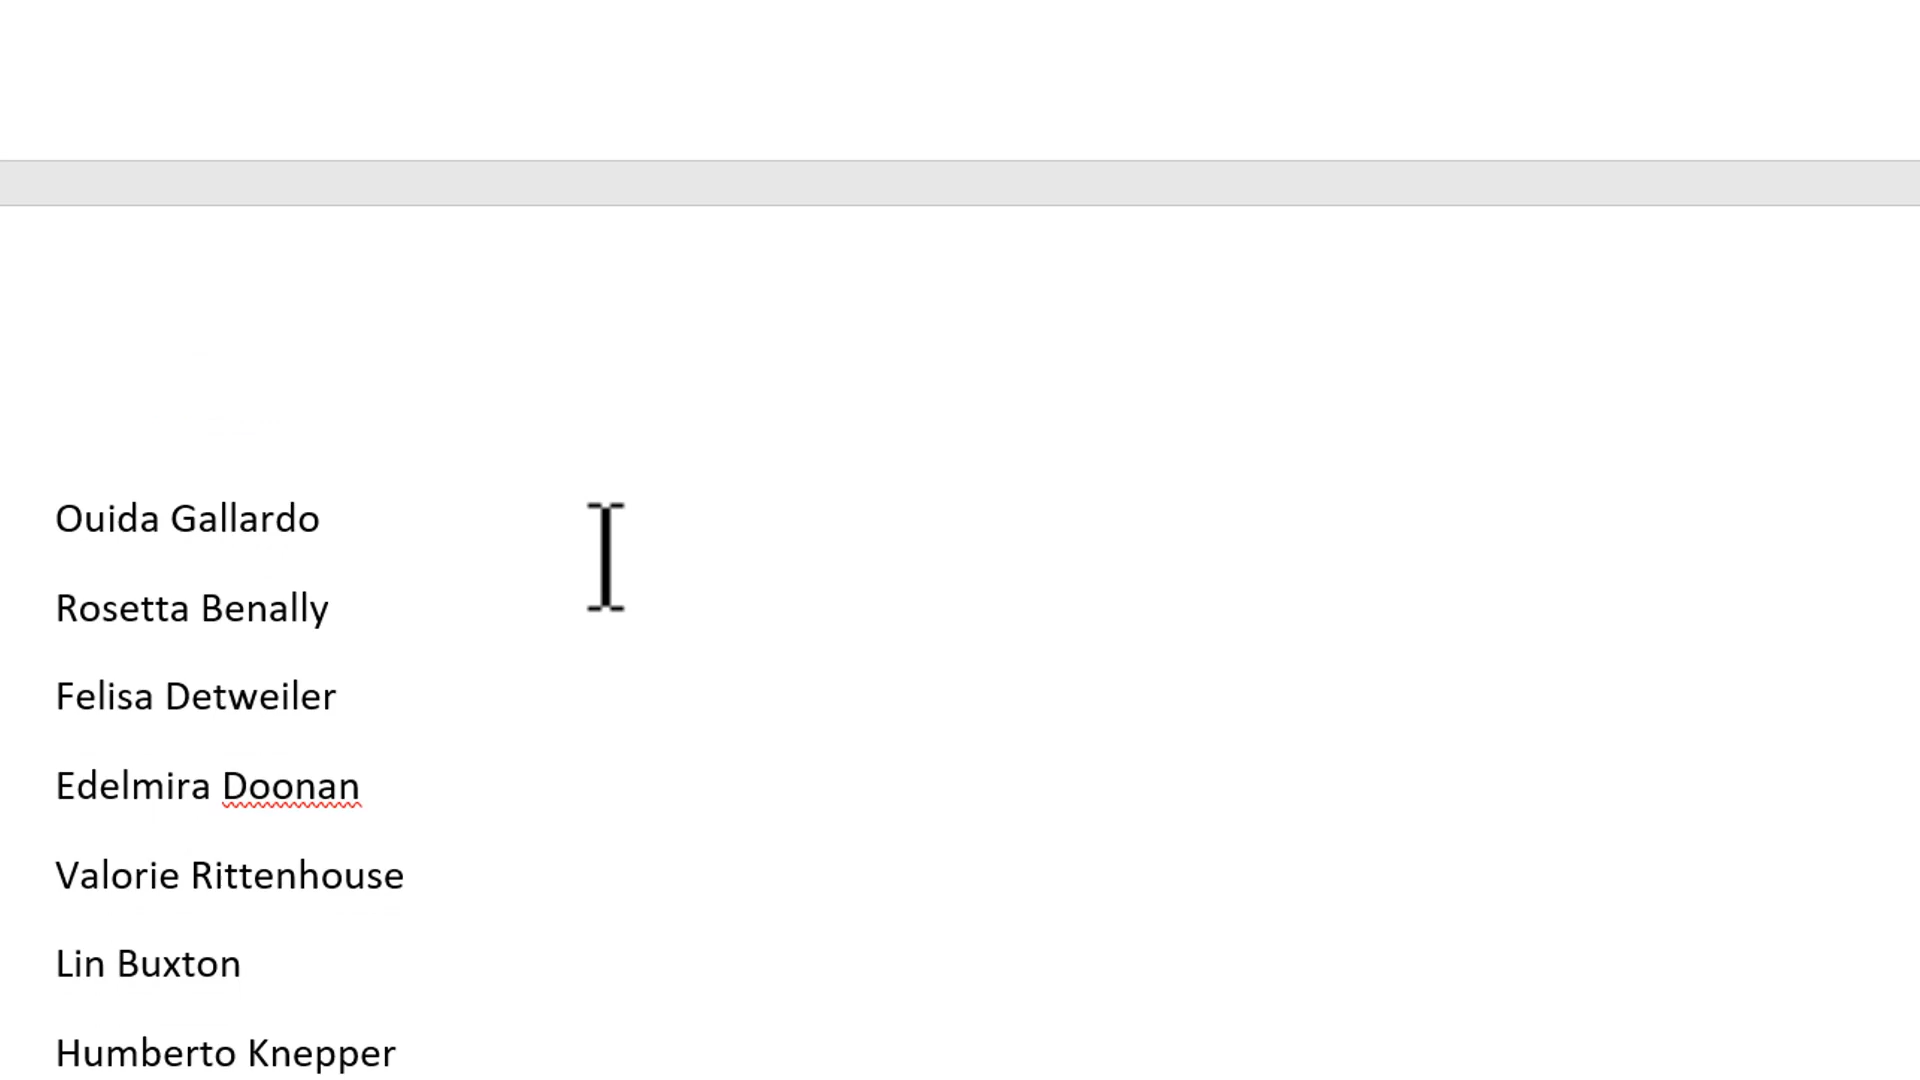 Ouida Gallardo
Rosetta Benally
Felisa Detweiler
Edelmira Doonan
Valorie Rittenhouse
Lin Buxton
Humberto Knepper